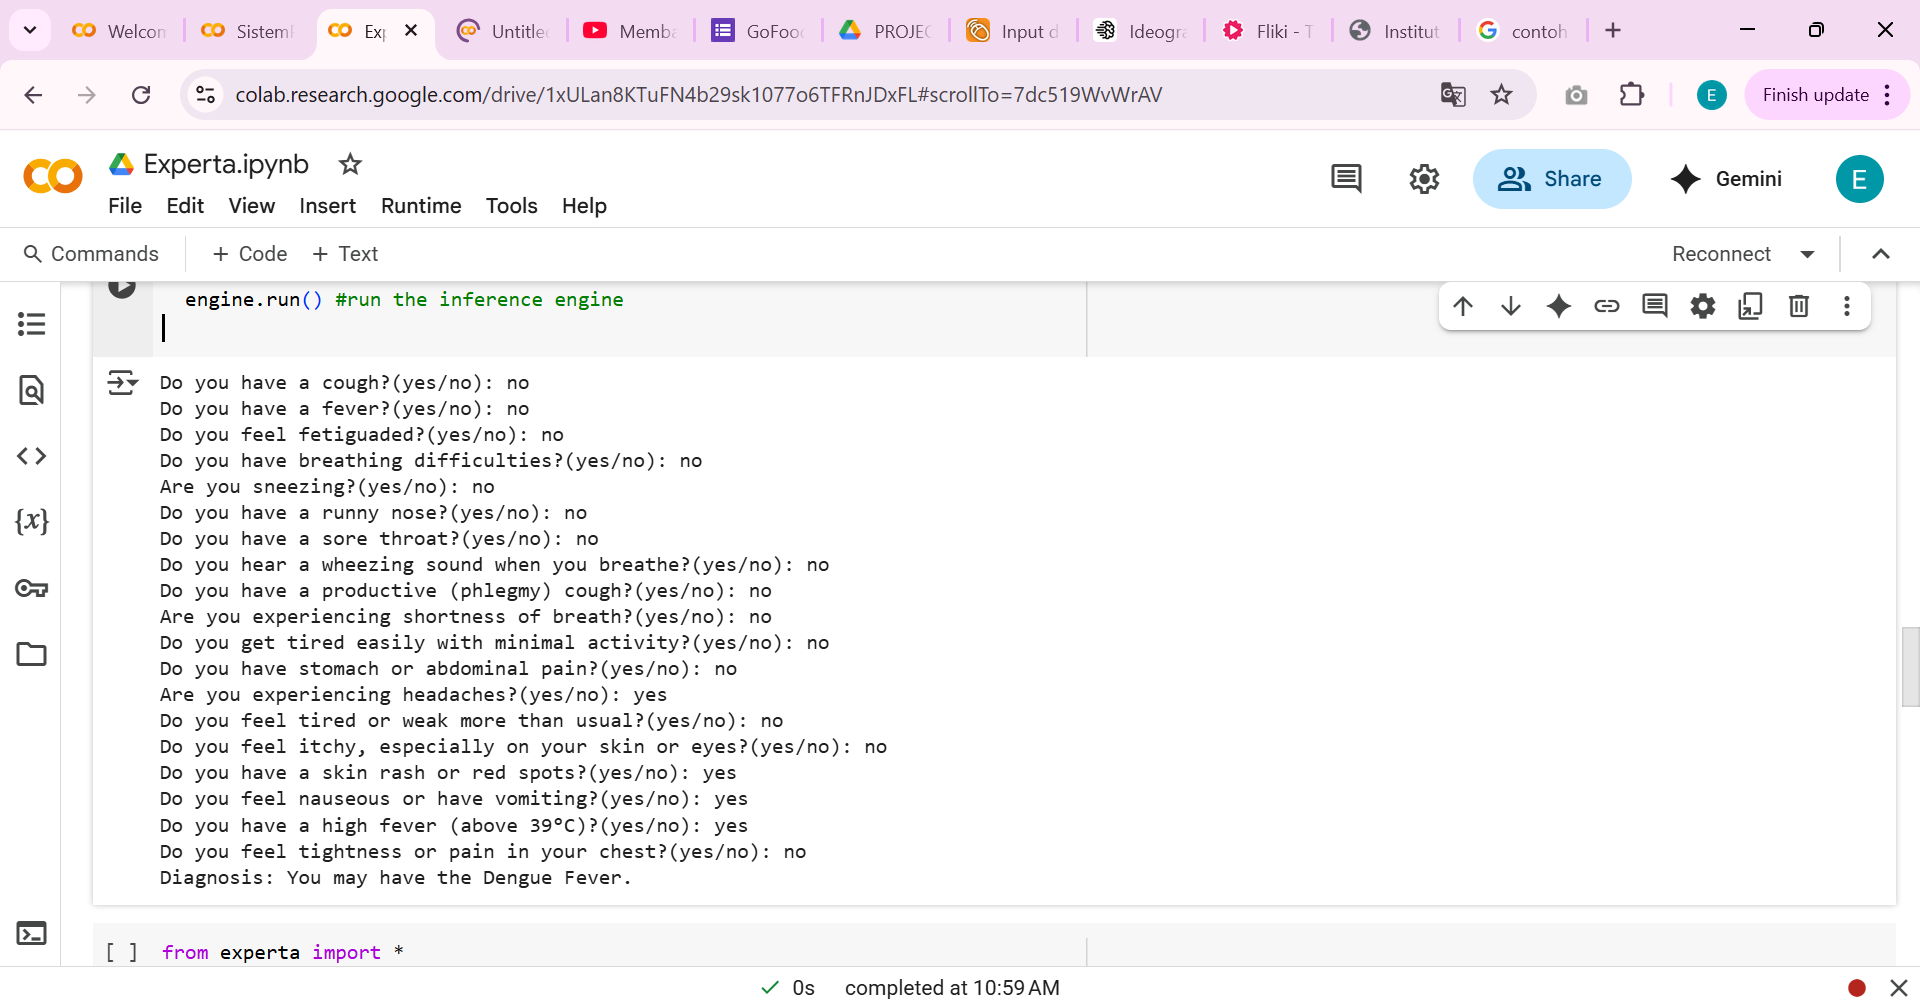 Welcom
SistemP
Exp
Untitled
Memba
GoFood
PROJEC
Input d
Ideogra
Fliki - T
Institut
contoh
colab.research.google.com/drive/1xULan8KTuFN4b29sk1077o6TFRnJDxFL#scrollTo=7dc519WvWrAV
E
Finish update
Experta.ipynb
Share
Gemini
E
File Edit View Insert Runtime Tools Help
Commands + Code + Text
Reconnect
engine.run() #run the inference engine
Do you have a cough?(yes/no): no
Do you have a fever?(yes/no): no
Do you feel fetiguaded?(yes/no): no
Do you have breathing difficulties?(yes/no): no
Are you sneezing?(yes/no): no
Do you have a runny nose?(yes/no): no
Do you have a sore throat?(yes/no): no
Do you hear a wheezing sound when you breathe?(yes/no): no
Do you have a productive (phlegmy) cough?(yes/no): no
Are you experiencing shortness of breath?(yes/no): no
Do you get tired easily with minimal activity?(yes/no): no
Do you have stomach or abdominal pain?(yes/no): no
Are you experiencing headaches?(yes/no): yes
Do you feel tired or weak more than usual?(yes/no): no
Do you feel itchy, especially on your skin or eyes?(yes/no): no
Do you have a skin rash or red spots?(yes/no): yes
Do you feel nauseous or have vomiting?(yes/no): yes
Do you have a high fever (above 39°C)?(yes/no): yes
Do you feel tightness or pain in your chest?(yes/no): no
Diagnosis: You may have the Dengue Fever.
[ ] from experta import *
0s completed at 10:59 AM